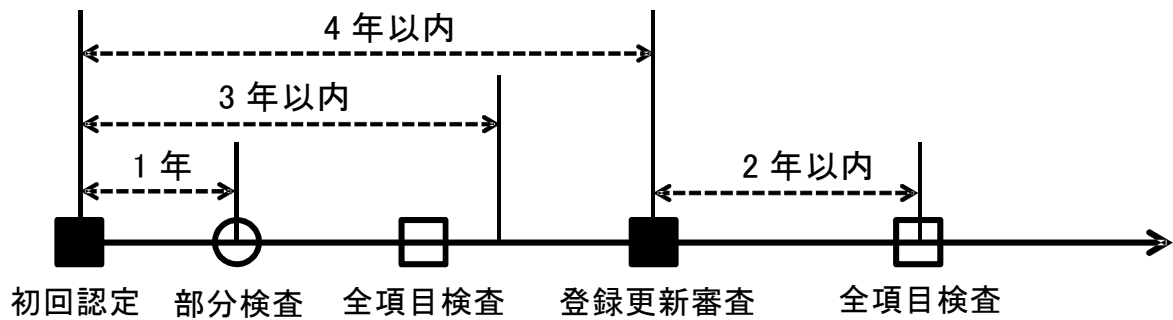 4 年以内
3 年以内
1 年
2 年以内
初回認定
部分検査
全項目検査
登録更新審査
全項目検査